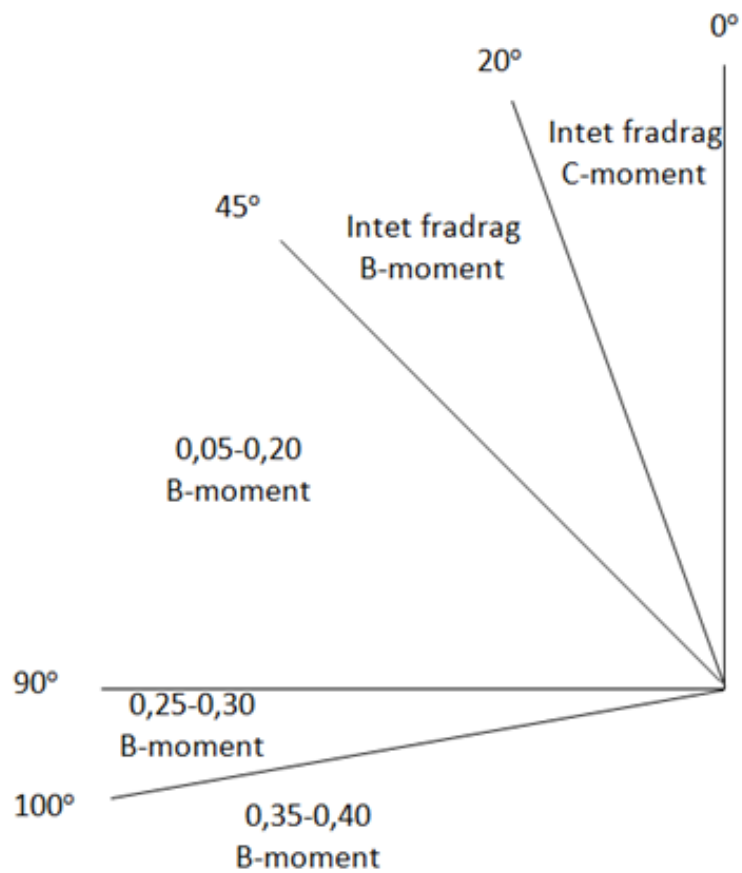 0°
20°
Intet fradrag
C-moment
45°
Intet fradrag
B-moment
0,05-0,20
B-moment
90°
0,25-0,30
B-moment
100°
0,35-0,40
B-moment